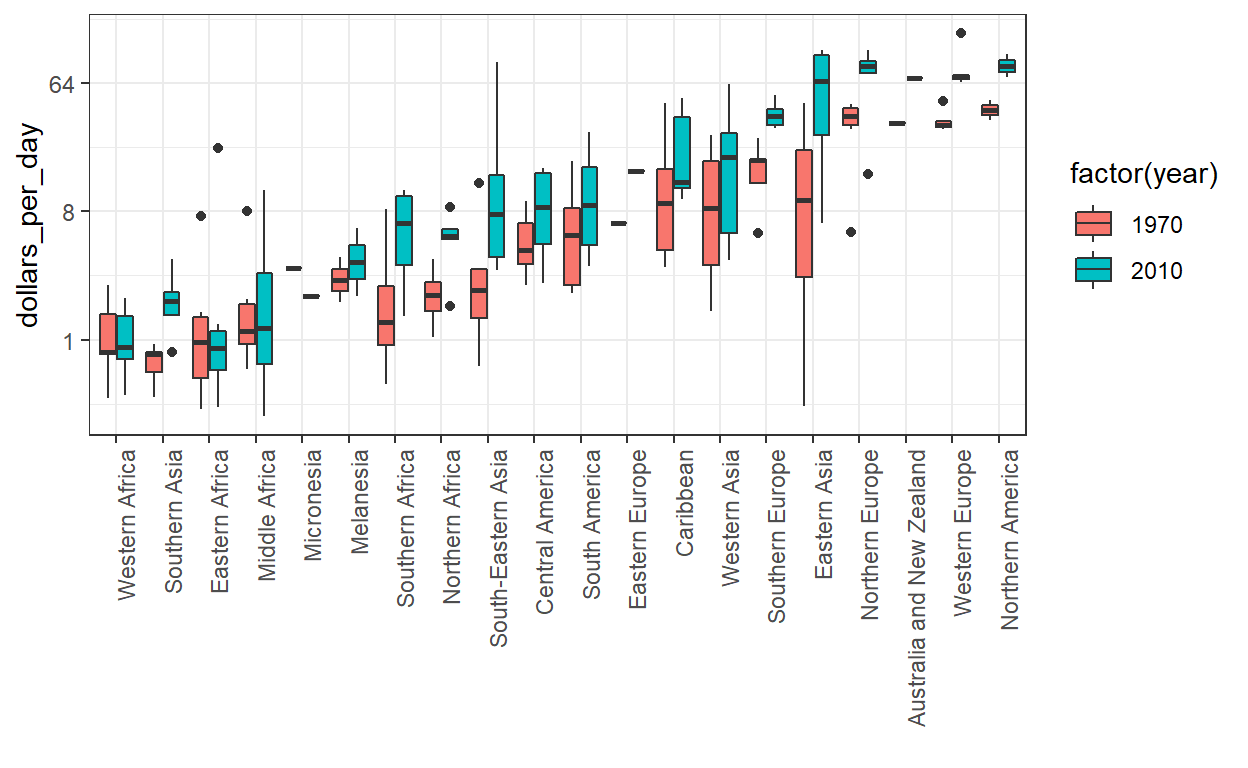 dollars_per_day
64
8
1
Western Africa
Southern Asia
Eastern Africa
Middle Africa
Micronesia
Melanesia
Southern Africa
Northern Africa
South-Eastern Asia
Central America
South America
Eastern Europe
Caribbean
Western Asia
Southern Europe
Eastern Asia
Northern Europe
Australia and New Zealand
Western Europe
Northern America
factor(year)
1970
2010